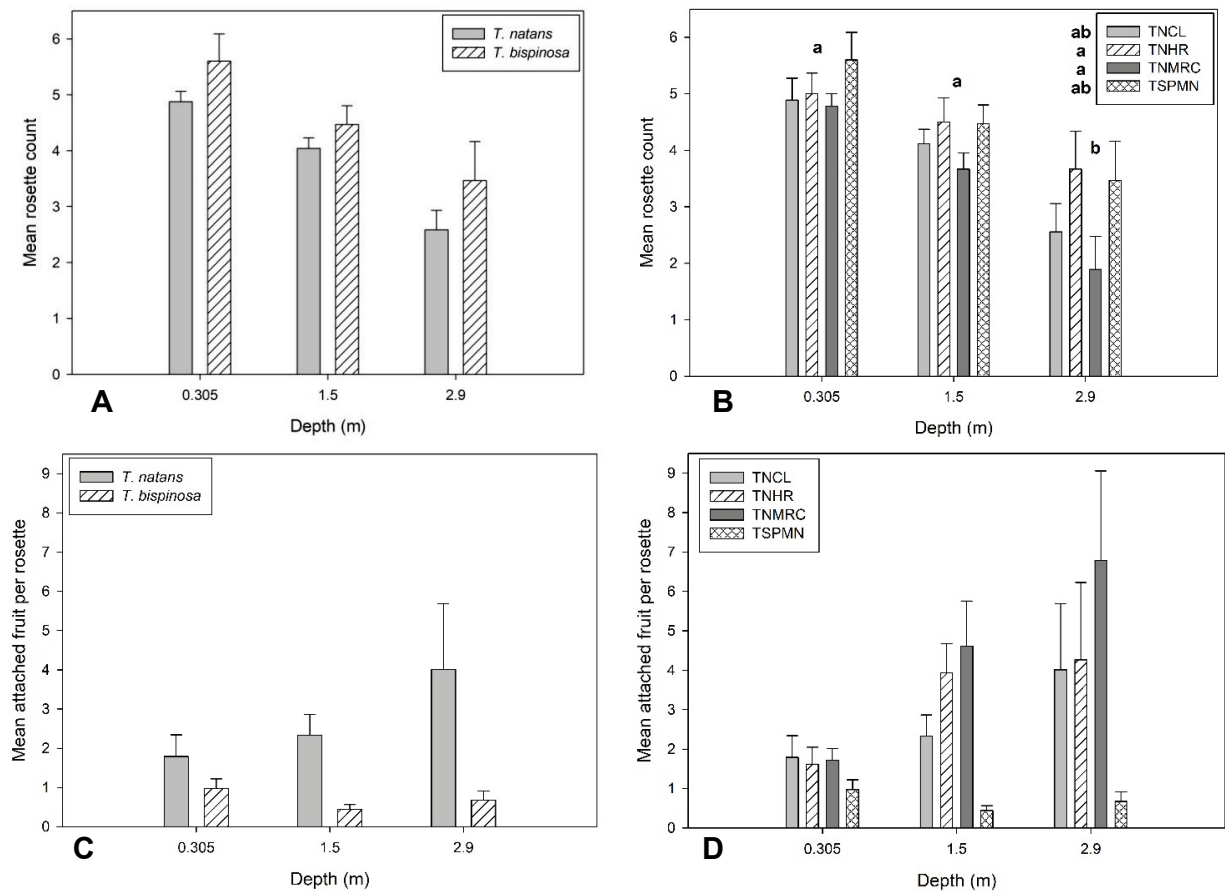 6
5
4
3
2
1
0
Mean rosette count
T. natans
T. bispinosa
0.305
1.5
2.9
Depth (m)
A
6
5
4
3
2
1
0
Mean rosette count
ab
a
a
ab
TNCL
TNHR
TNMRC
TSPMN
a
a
b
0.305
1.5
2.9
Depth (m)
B
9
8
7
6
5
4
3
2
1
0
Mean attached fruit per rosette
T. natans
T. bispinosa
0.305
1.5
2.9
Depth (m)
C
9
8
7
6
5
4
3
2
1
0
Mean attached fruit per rosette
TNCL
TNHR
TNMRC
TSPMN
0.305
1.5
2.9
Depth (m)
D